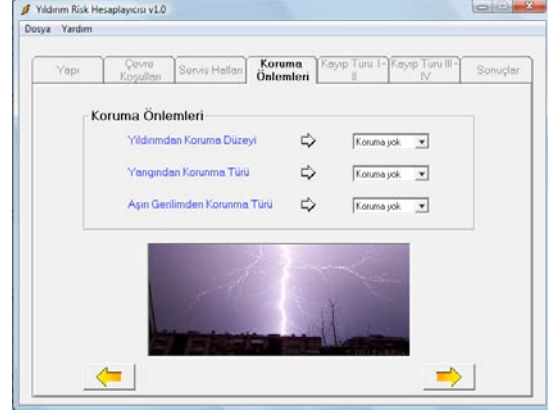 Yıldırım Risk Hesaplayıcısı v1.0
Dosya Yardım
Yapı
Çevre Koşulları
Servis Hatları
Koruma Önlemleri
Kayıp Türü I - II
Kayıp Türü III - IV
Sonuçlar
Koruma Önlemleri
Yıldırımdan Koruma Düzeyi
Koruma yok
Yangından Korunma Türü
Koruma yok
Aşırı Gerilimden Korunma Türü
Koruma yok